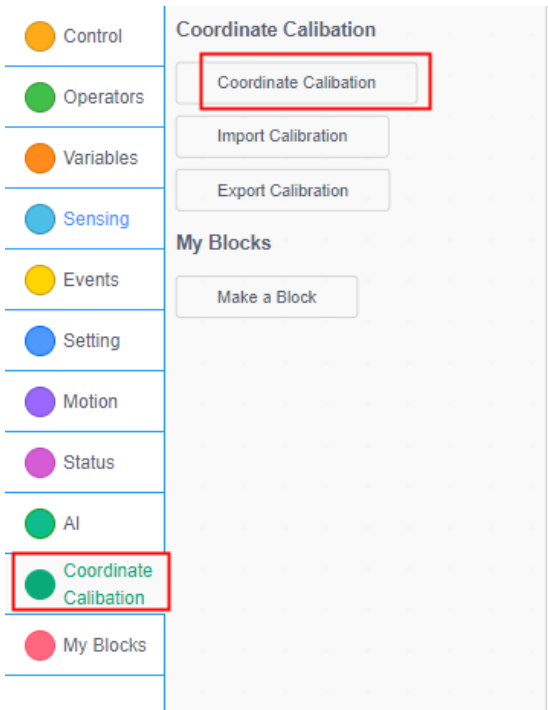 Control
Operators
Variables
Sensing
Events
Setting
Motion
Status
AI
Coordinate
Calibation
My Blocks
Coordinate Calibation
Coordinate Calibation
Import Calibration
Export Calibration
My Blocks
Make a Block